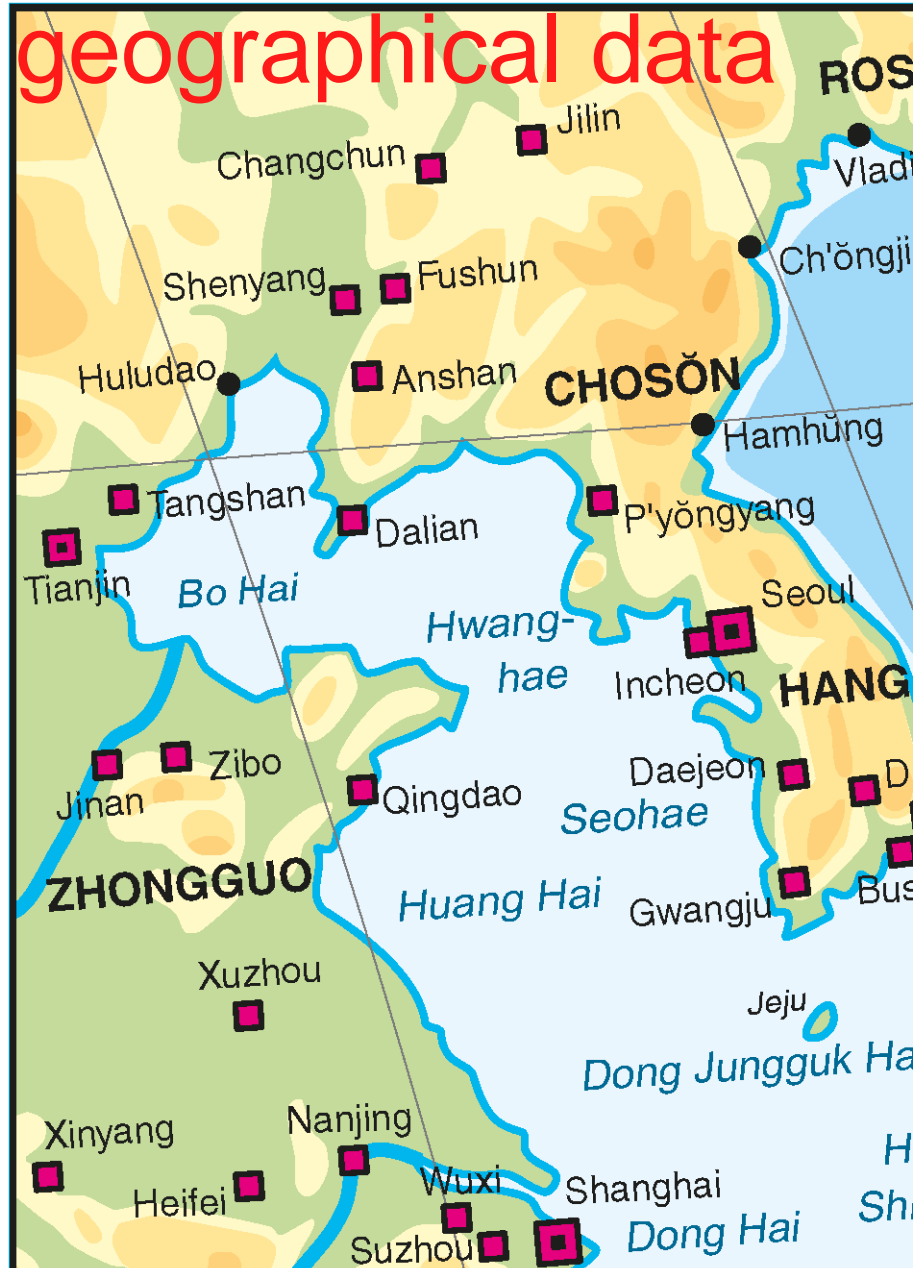 geographical data
ROS
Jilin
Changchun
Vladi
Ch'ŏngji
Shenyang
Fushun
Huludao
Anshan
CHOSŎN
Hamhŭng
Tangshan
P'yŏngyang
Dalian
Tianjin
Bo Hai
Seoul
Hwang-
hae
Incheon
HANG
Zibo
Daejeon
D
Jinan
Qingdao
Seohae
ZHONGGUO
Huang Hai
Gwangju
Bus
Xuzhou
Jeju
Dong Jungguk Ha
Nanjing
Xinyang
H
Wuxi
Shanghai
Heifei
Shi
Dong Hai
Suzhou